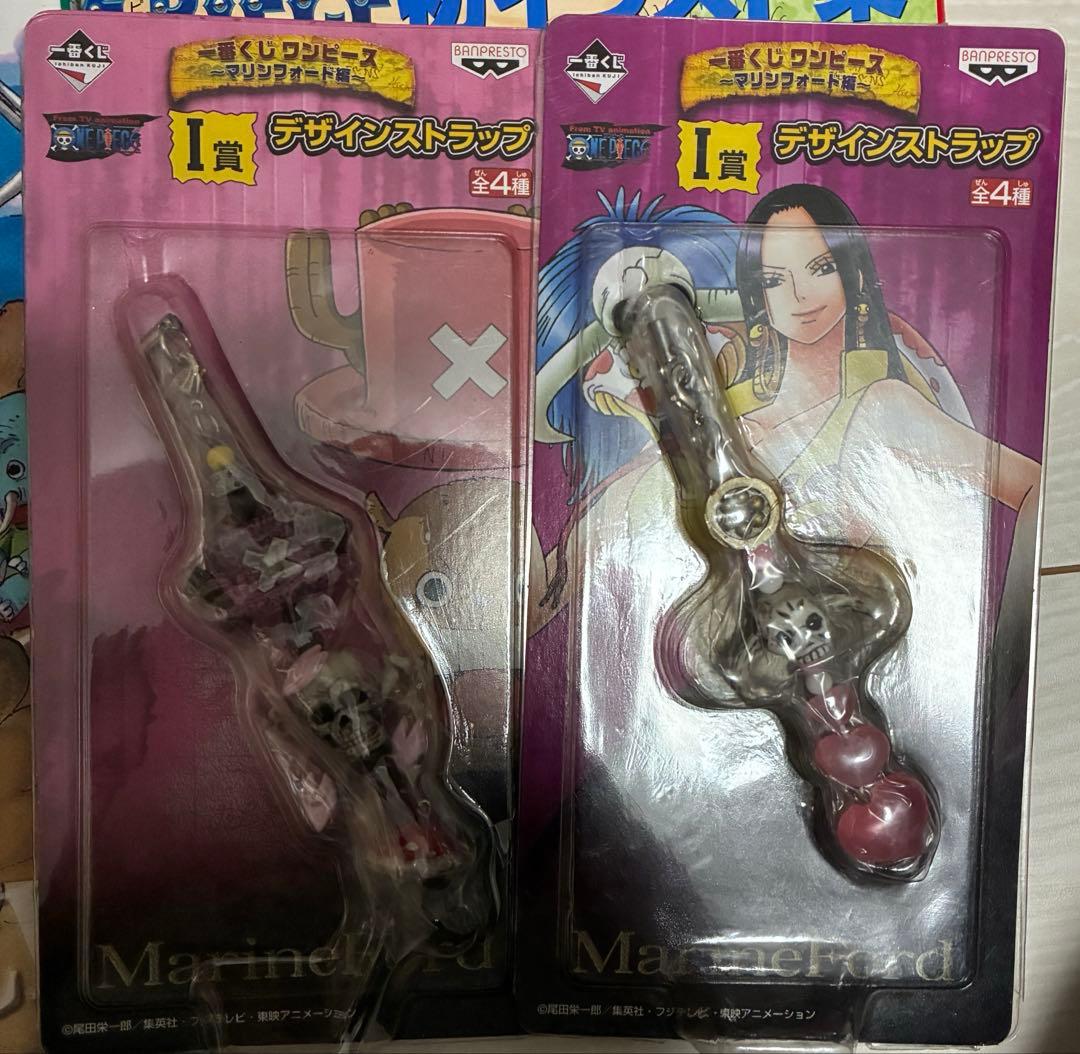 一番くじ
Ichiban KUJI
一番くじ ワンピース
～マリンフォード編～
BANPRESTO
From TV animation
ONE PIECE
I賞
デザインストラップ
ぜん しゅ
全4種
MarineFord
©尾田栄一郎／集英社・フジテレビ・東映アニメーション
一番くじ
Ichiban KUJI
一番くじ ワンピース
～マリンフォード編～
BANPRESTO
From TV animation
ONE PIECE
I賞
デザインストラップ
ぜん しゅ
全4種
MarineFord
©尾田栄一郎／集英社・フジテレビ・東映アニメーション